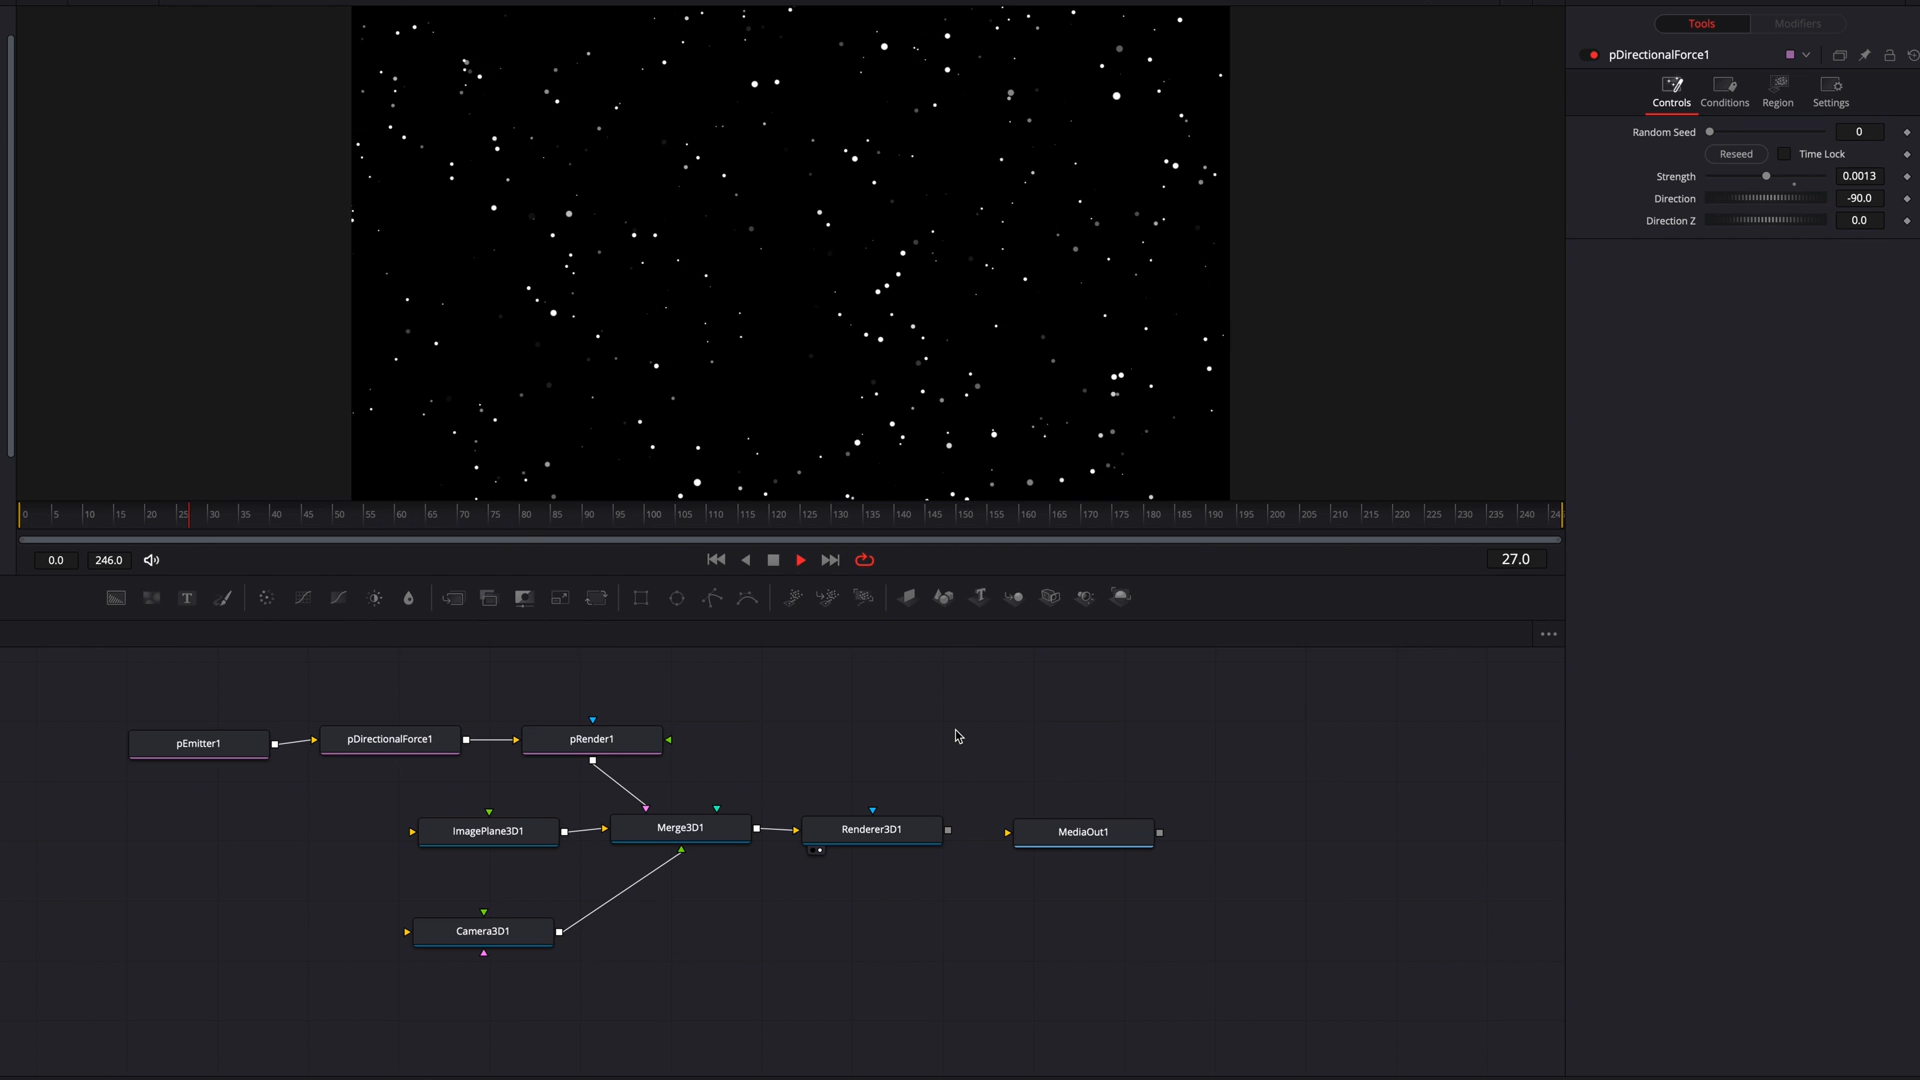 Tools Modifiers
pDirectionalForce1
Controls Conditions Region Settings
Random Seed 0
Reseed Time Lock
Strength 0.0013
Direction -90.0
Direction Z 0.0
0 5 10 15 20 25 30 35 40 45 50 55 60 65 70 75 80 85 90 95 100 105 110 115 120 125 130 135 140 145 150 155 160 165 170 175 180 185 190 195 200 205 210 215 220 225 230 235 240 24
0.0 246.0 27.0
T
T
pEmitter1 pDirectionalForce1 pRender1
ImagePlane3D1 Merge3D1 Renderer3D1 MediaOut1
Camera3D1